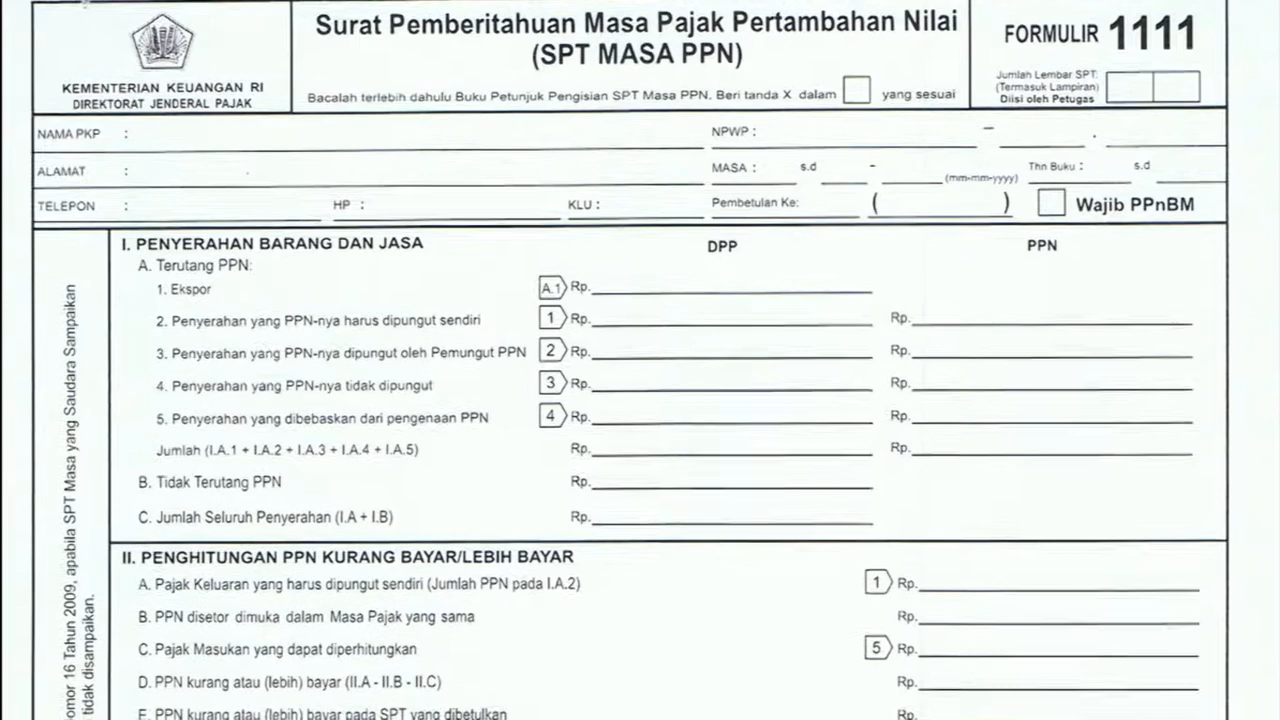 KEMENTERIAN KEUANGAN RI
DIREKTORAT JENDERAL PAJAK
Surat Pemberitahuan Masa Pajak Pertambahan Nilai
(SPT MASA PPN)
Bacalah terlebih dahulu Buku Petunjuk Pengisian SPT Masa PPN. Beri tanda X dalam yang sesuai
FORMULIR 1111
Jumlah Lembar SPT:
(Termasuk Lampiran)
Diisi oleh Petugas
NAMA PKP :
NPWP : – .
ALAMAT :
MASA : s.d - (mm-mm-yyyy) Thn Buku : s.d
TELEPON : HP : KLU :
Pembetulan Ke: ( ) Wajib PPnBM
I. PENYERAHAN BARANG DAN JASA DPP PPN
A. Terutang PPN:
1. Ekspor A.1 Rp.
2. Penyerahan yang PPN-nya harus dipungut sendiri 1 Rp. Rp.
3. Penyerahan yang PPN-nya dipungut oleh Pemungut PPN 2 Rp. Rp.
4. Penyerahan yang PPN-nya tidak dipungut 3 Rp. Rp.
5. Penyerahan yang dibebaskan dari pengenaan PPN 4 Rp. Rp.
Jumlah (I.A.1 + I.A.2 + I.A.3 + I.A.4 + I.A.5) Rp. Rp.
B. Tidak Terutang PPN Rp.
C. Jumlah Seluruh Penyerahan (I.A + I.B) Rp.
II. PENGHITUNGAN PPN KURANG BAYAR/LEBIH BAYAR
A. Pajak Keluaran yang harus dipungut sendiri (Jumlah PPN pada I.A.2) 1 Rp.
B. PPN disetor dimuka dalam Masa Pajak yang sama Rp.
C. Pajak Masukan yang dapat diperhitungkan 5 Rp.
D. PPN kurang atau (lebih) bayar (II.A - II.B - II.C) Rp.
E. PPN kurang atau (lebih) bayar pada SPT yang dibetulkan Rp.
16 Tahun 2009, apabila SPT Masa yang Saudara Sampaikan
tidak disampaikan.